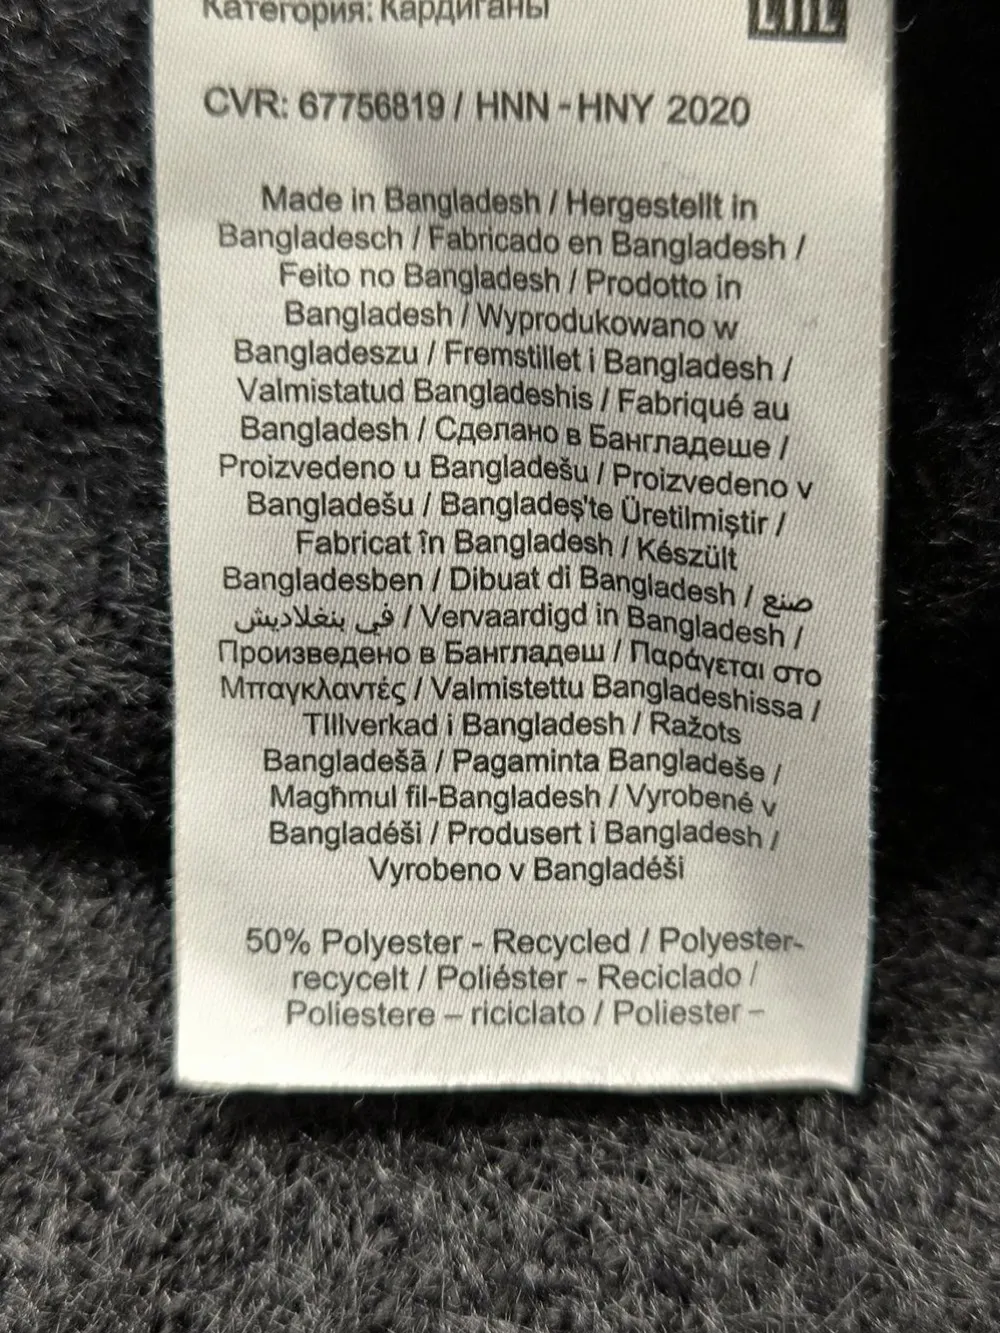 Категория: Кардиганы
CVR: 67756819 / HNN - HNY 2020
Made in Bangladesh / Hergestellt in
Bangladesch / Fabricado en Bangladesh /
Feito no Bangladesh / Prodotto in
Bangladesh / Wyprodukowano w
Bangladeszu / Fremstillet i Bangladesh /
Valmistatud Bangladeshis / Fabriqué au
Bangladesh / Сделано в Бангладеше /
Proizvedeno u Bangladešu / Proizvedeno v
Bangladešu / Bangladeş'te Üretilmiştir /
Fabricat în Bangladesh / Készült
Bangladesben / Dibuat di Bangladesh / صنع
في بنغلاديش / Vervaardigd in Bangladesh /
Произведено в Бангладеш / Παράγεται στο
Μπαγκλαντές / Valmistettu Bangladeshissa /
TIllverkad i Bangladesh / Ražots
Bangladešā / Pagaminta Bangladeše /
Magħmul fil-Bangladesh / Vyrobené v
Bangladéši / Produsert i Bangladesh /
Vyrobeno v Bangladéši
50% Polyester - Recycled / Polyester-
recycelt / Poliéster - Reciclado /
Poliestere – riciclato / Poliester –